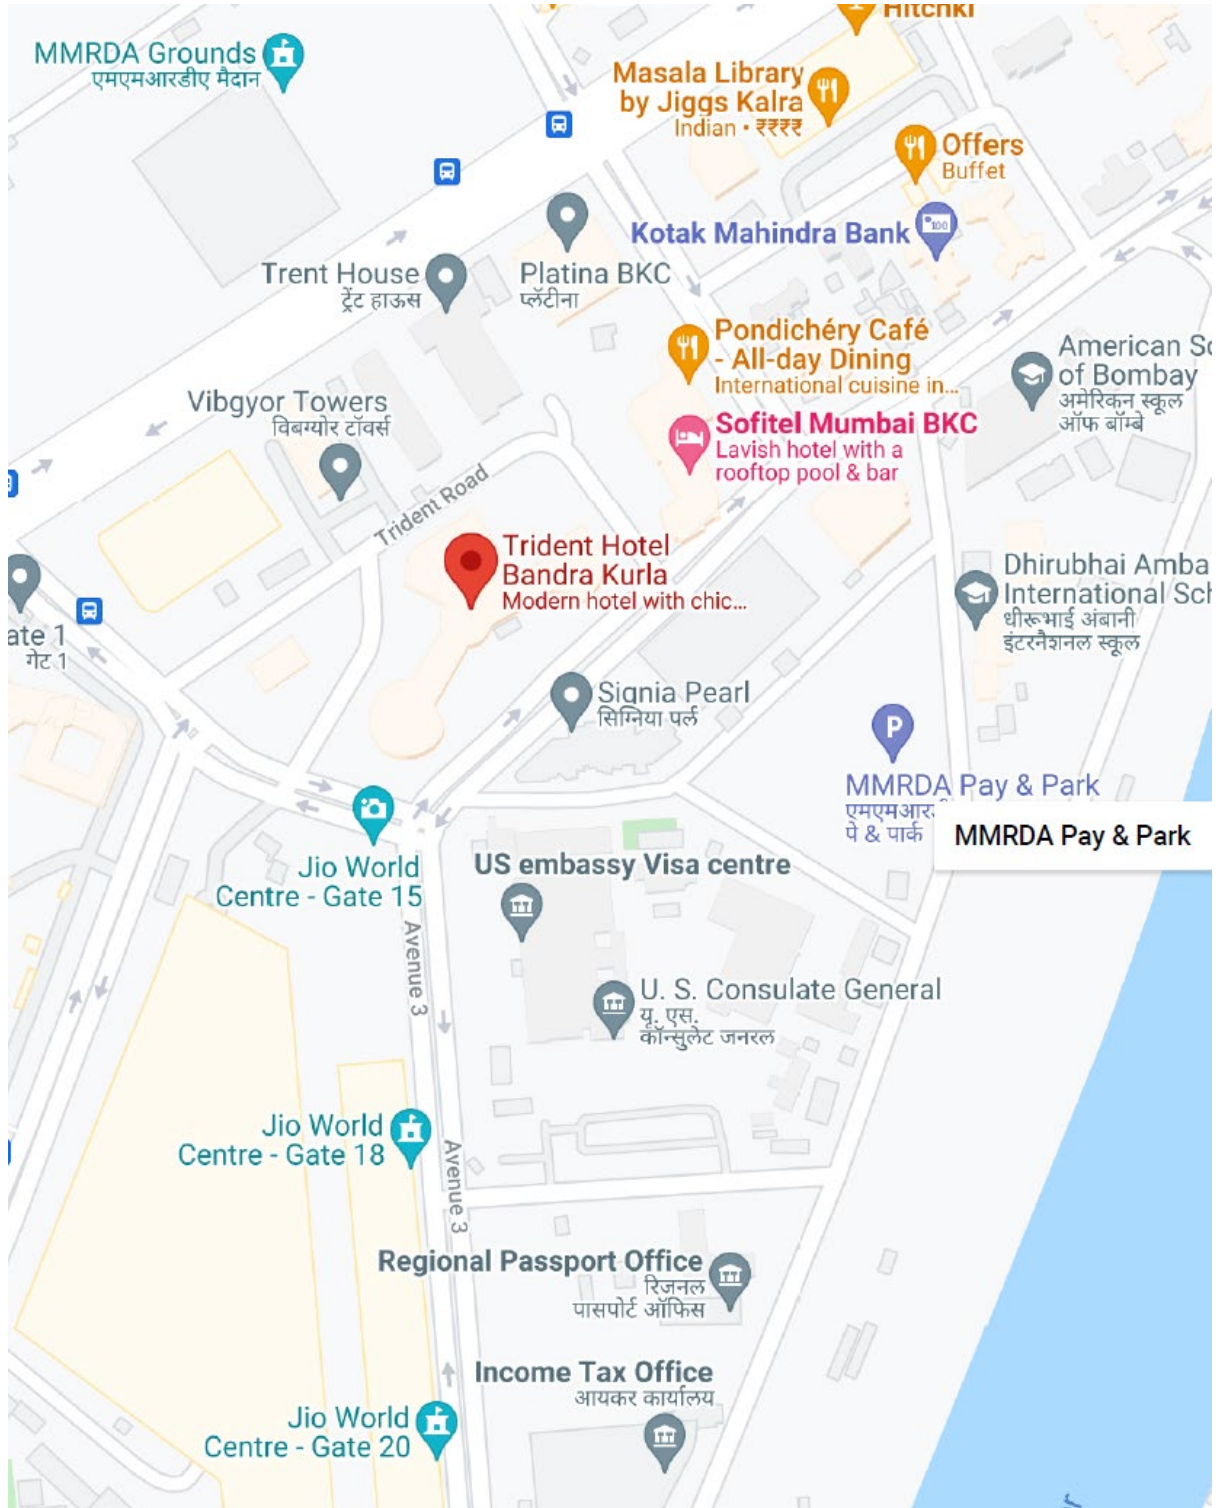 Hitchki
MMRDA Grounds
एमएमआरडीए मैदान
Masala Library
by Jiggs Kalra
Indian • ₹₹₹₹
Offers
Buffet
Kotak Mahindra Bank
Trent House
ट्रेंट हाऊस
Platina BKC
प्लॅटीना
Pondichéry Café
- All-day Dining
International cuisine in...
American Sc
of Bombay
अमेरिकन स्कूल
ऑफ बॉम्बे
Vibgyor Towers
विबग्योर टॉवर्स
Sofitel Mumbai BKC
Lavish hotel with a
rooftop pool & bar
Trident Road
Trident Hotel
Bandra Kurla
Modern hotel with chic...
Dhirubhai Amba
International Sch
धीरूभाई अंबानी
इंटरनॅशनल स्कूल
ate 1
गेट 1
Signia Pearl
सिग्निया पर्ल
P
MMRDA Pay & Park
एमएमआर
पे & पार्क
MMRDA Pay & Park
Jio World
Centre - Gate 15
US embassy Visa centre
Avenue 3
U. S. Consulate General
यू. एस.
कॉन्सुलेट जनरल
Jio World
Centre - Gate 18
Avenue 3
Regional Passport Office
रिजनल
पासपोर्ट ऑफिस
Income Tax Office
आयकर कार्यालय
Jio World
Centre - Gate 20